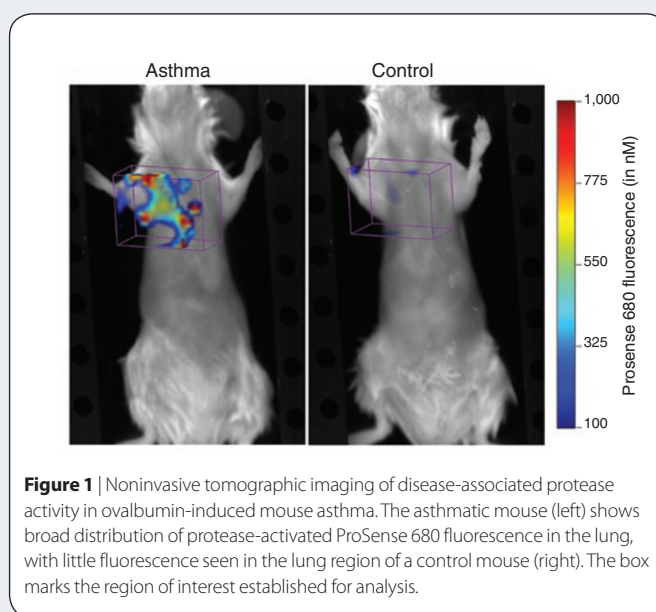 Asthma
Control
1,000
775
550
325
100
Prosense 680 fluorescence (in nM)
Figure 1 | Noninvasive tomographic imaging of disease-associated protease
activity in ovalbumin-induced mouse asthma. The asthmatic mouse (left) shows
broad distribution of protease-activated ProSense 680 fluorescence in the lung,
with little fluorescence seen in the lung region of a control mouse (right). The box
marks the region of interest established for analysis.